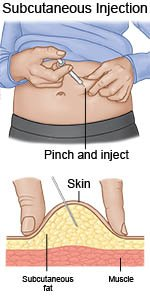 Subcutaneous Injection
Pinch and inject
Skin
Subcutaneous
fat
Muscle